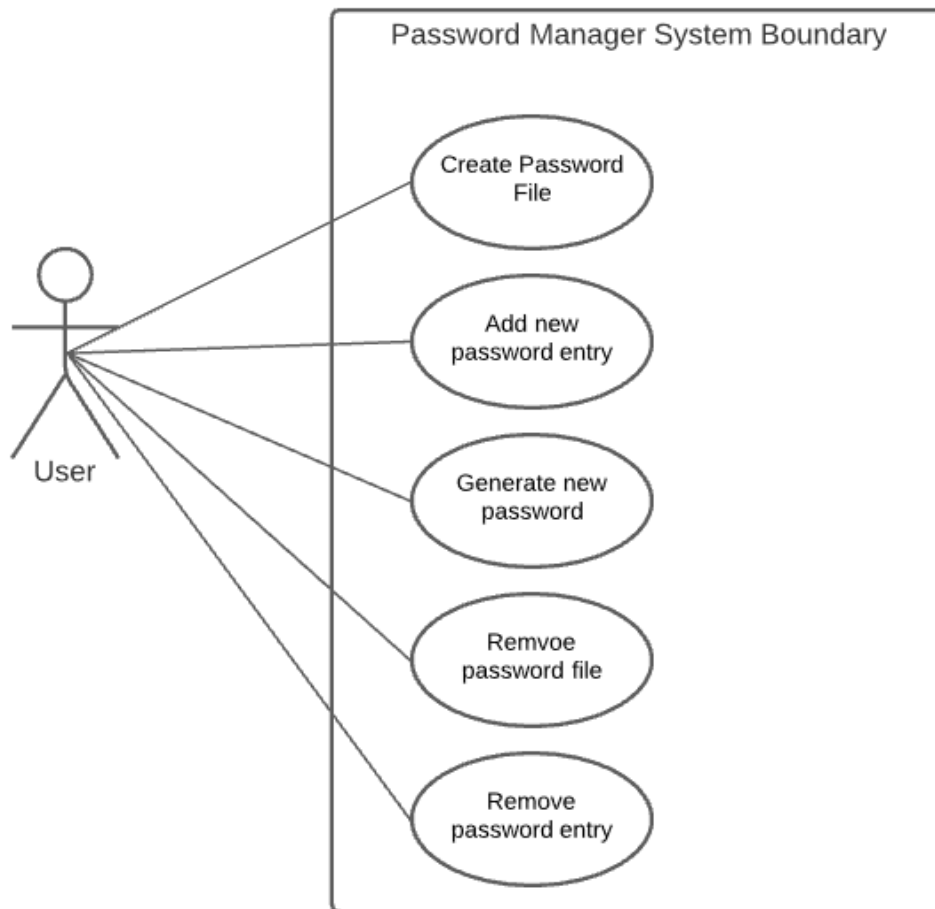 Password Manager System Boundary
Create Password
File
Add new
password entry
User
Generate new
password
Remvoe
password file
Remove
password entry